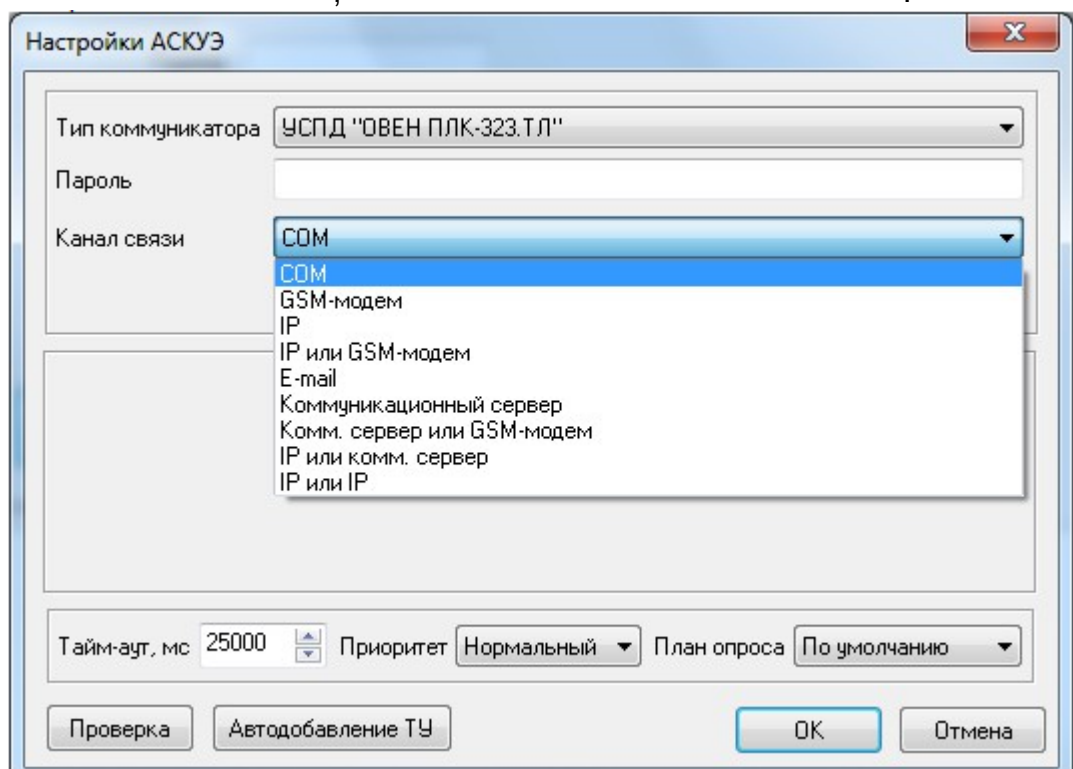 Настройки АСКУЭ
Тип коммуникатора УСПД "ОВЕН ПЛК-323.ТЛ"
Пароль
Канал связи COM
COM
GSM-модем
IP
IP или GSM-модем
E-mail
Коммуникационный сервер
Комм. сервер или GSM-модем
IP или комм. сервер
IP или IP
Тайм-аут, мс 25000 Приоритет Нормальный План опроса По умолчанию
Проверка Автодобавление ТУ OK Отмена